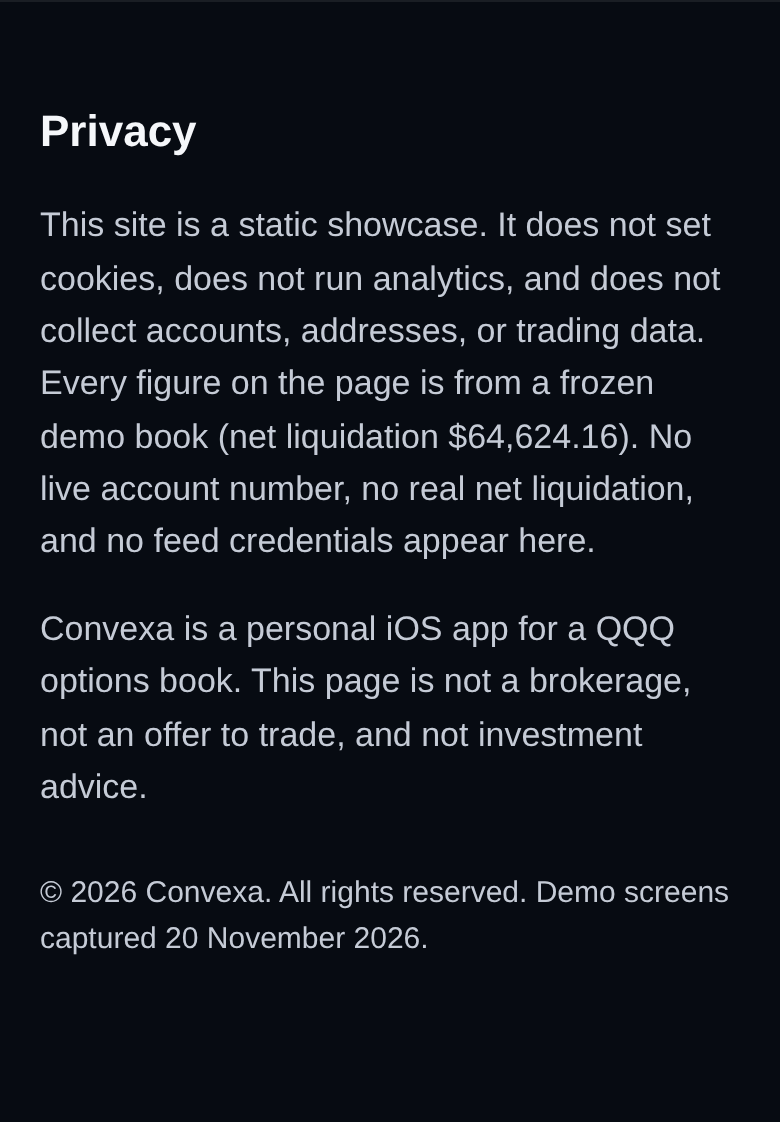 Privacy
This site is a static showcase. It does not set
cookies, does not run analytics, and does not
collect accounts, addresses, or trading data.
Every figure on the page is from a frozen
demo book (net liquidation $64,624.16). No
live account number, no real net liquidation,
and no feed credentials appear here.
Convexa is a personal iOS app for a QQQ
options book. This page is not a brokerage,
not an offer to trade, and not investment
advice.
© 2026 Convexa. All rights reserved. Demo screens
captured 20 November 2026.